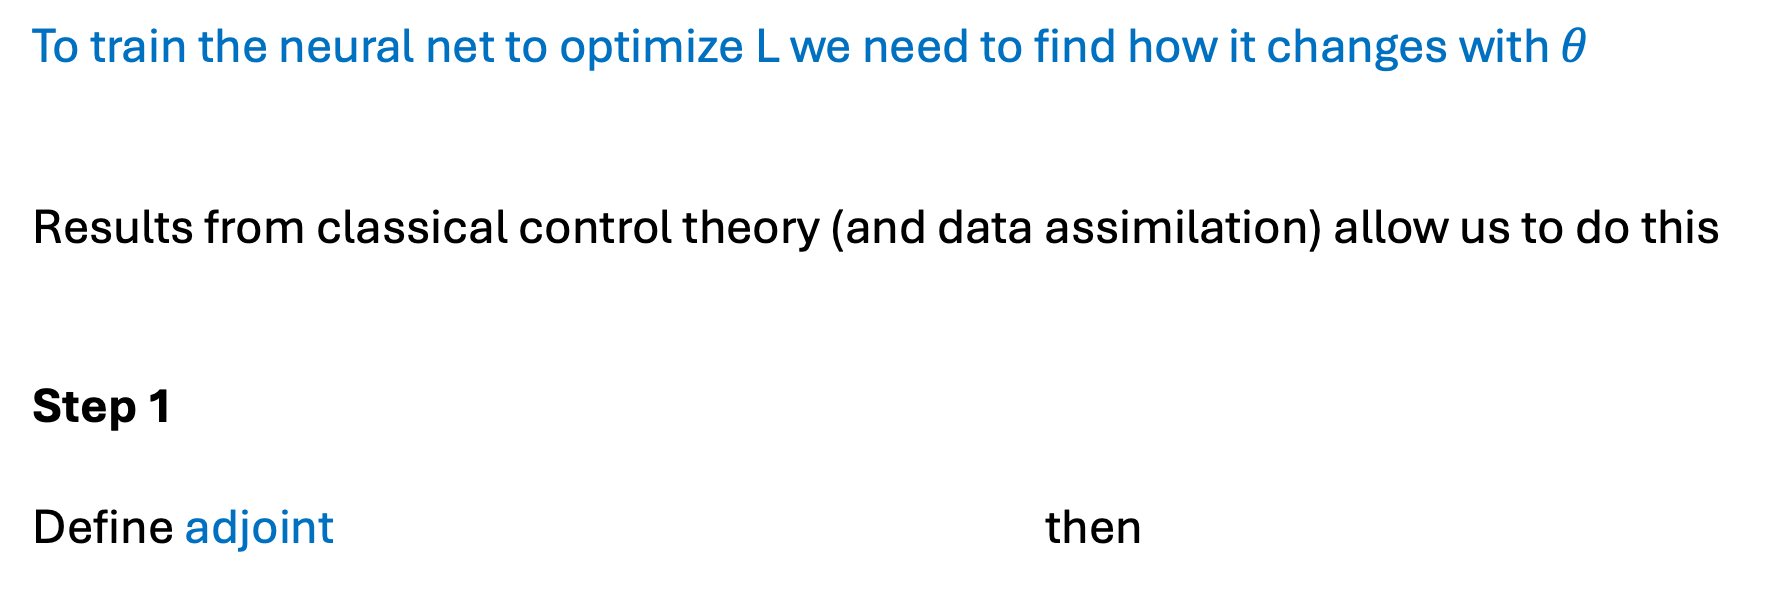 To train the neural net to optimize L we need to find how it changes with θ
Results from classical control theory (and data assimilation) allow us to do this
Step 1
Define adjoint then